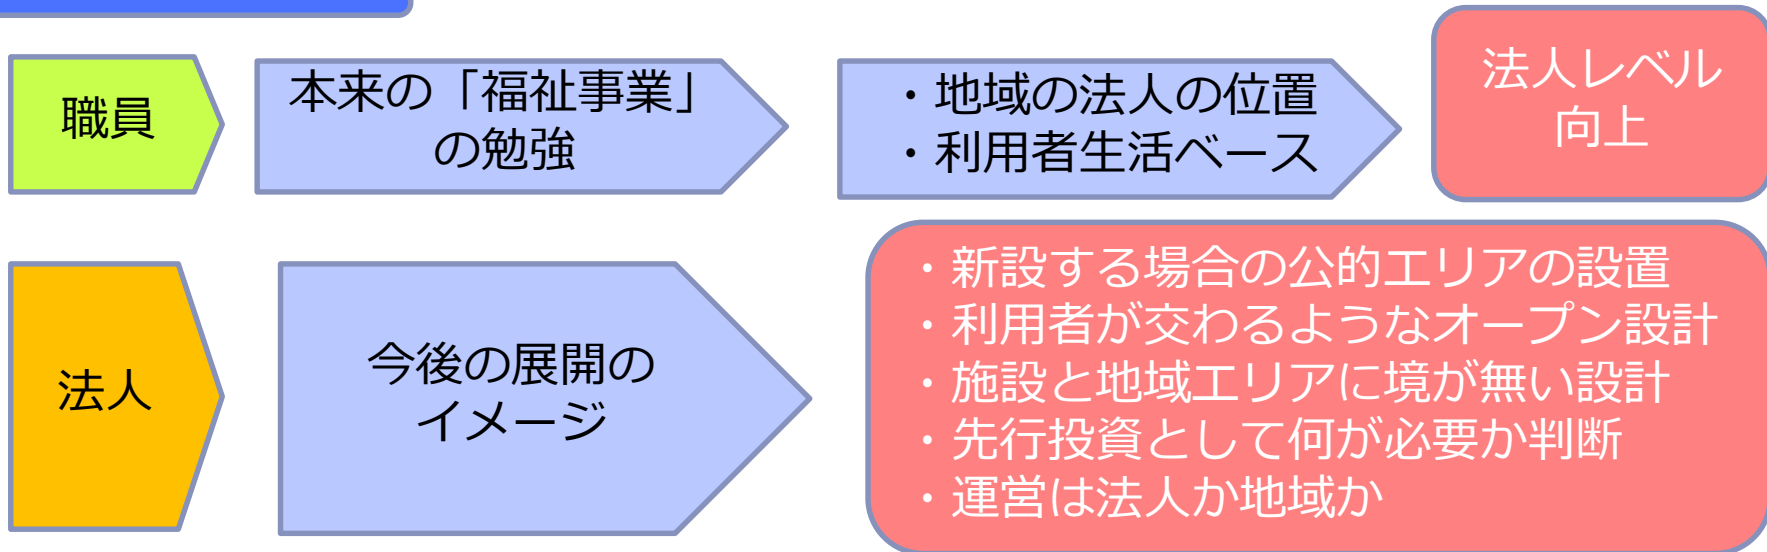 職員
本来の「福祉事業」
の勉強
・地域の法人の位置
・利用者生活ベース
法人レベル
向上
法人
今後の展開の
イメージ
・新設する場合の公的エリアの設置
・利用者が交わるようなオープン設計
・施設と地域エリアに境が無い設計
・先行投資として何が必要か判断
・運営は法人か地域か